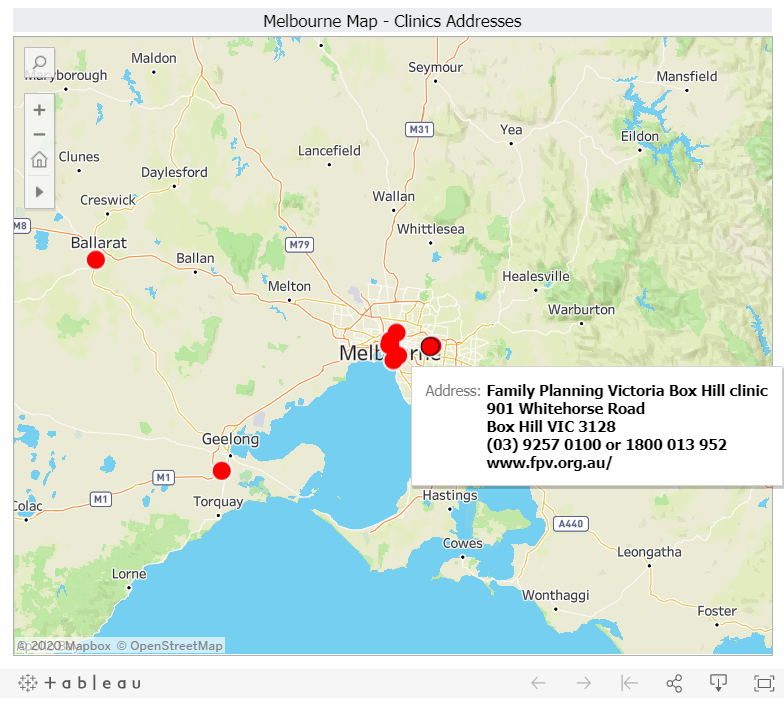 Melbourne Map - Clinics Addresses
Maldon
Seymour
Maryborough
Mansfield
M31
Yea
Eildon
Clunes
Lancefield
Daylesford
Creswick
Wallan
M8
Whittlesea
Ballarat
M79
Ballan
Healesville
Melton
Warburton
Address: Family Planning Victoria Box Hill clinic
901 Whitehorse Road
Box Hill VIC 3128
(03) 9257 0100 or 1800 013 952
www.fpv.org.au/
Geelong
M1
M1
Hastings
Torquay
Colac
A440
Cowes
Leongatha
Lorne
Wonthaggi
Foster
© 2020 Mapbox © OpenStreetMap
+ a b l e a u